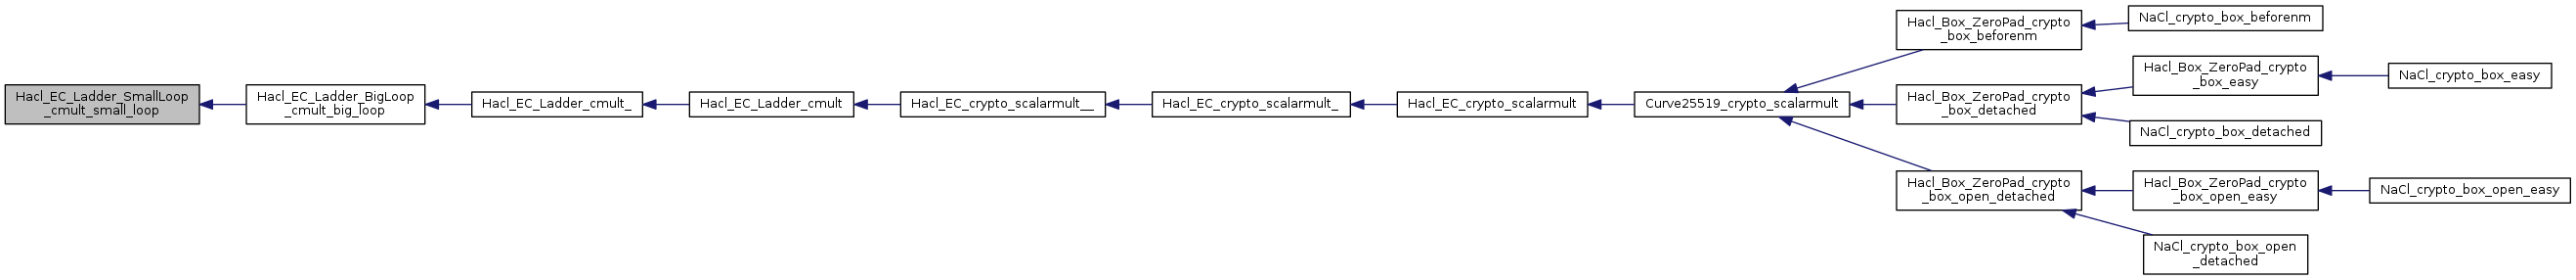 Hacl_EC_Ladder_SmallLoop
_cmult_small_loop
Hacl_EC_Ladder_BigLoop
_cmult_big_loop
Hacl_EC_Ladder_cmult_
Hacl_EC_Ladder_cmult
Hacl_EC_crypto_scalarmult__
Hacl_EC_crypto_scalarmult_
Hacl_EC_crypto_scalarmult
Curve25519_crypto_scalarmult
Hacl_Box_ZeroPad_crypto
_box_beforenm
NaCl_crypto_box_beforenm
Hacl_Box_ZeroPad_crypto
_box_detached
Hacl_Box_ZeroPad_crypto
_box_easy
NaCl_crypto_box_easy
NaCl_crypto_box_detached
Hacl_Box_ZeroPad_crypto
_box_open_detached
Hacl_Box_ZeroPad_crypto
_box_open_easy
NaCl_crypto_box_open_easy
NaCl_crypto_box_open
_detached